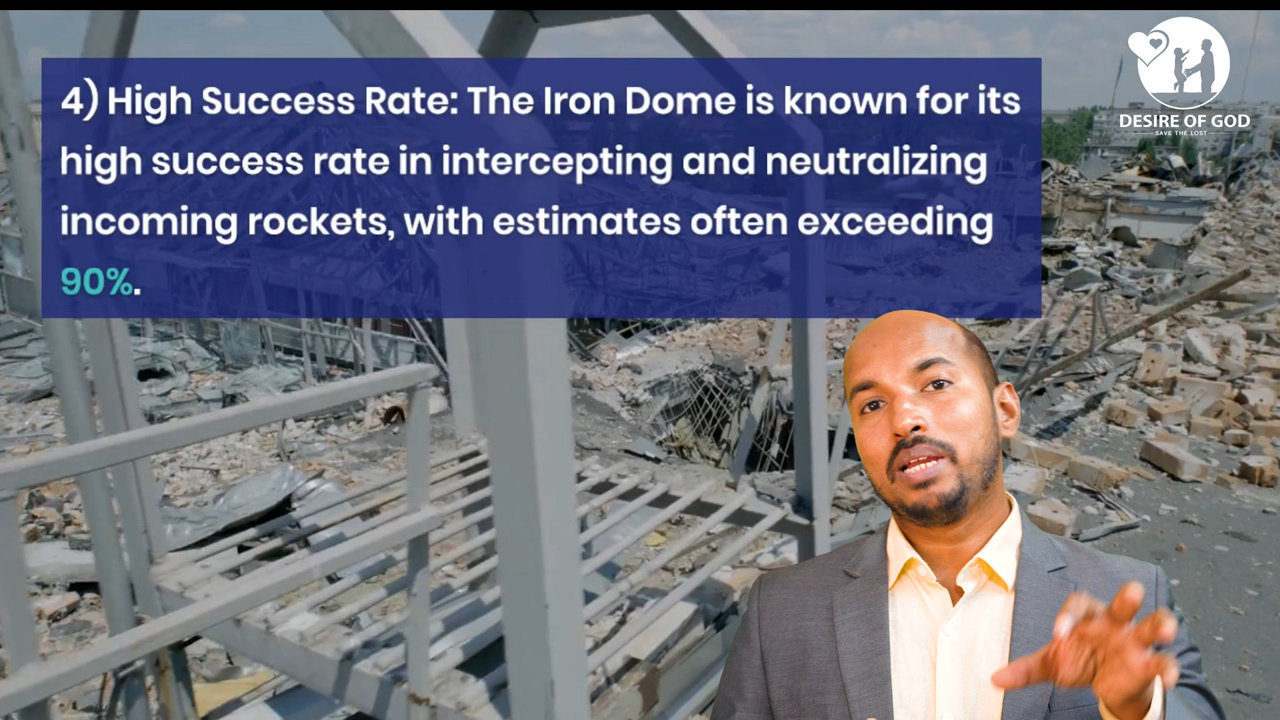 4) High Success Rate: The Iron Dome is known for its
high success rate in intercepting and neutralizing
incoming rockets, with estimates often exceeding
90%.
DESIRE OF GOD
SAVE THE LOST